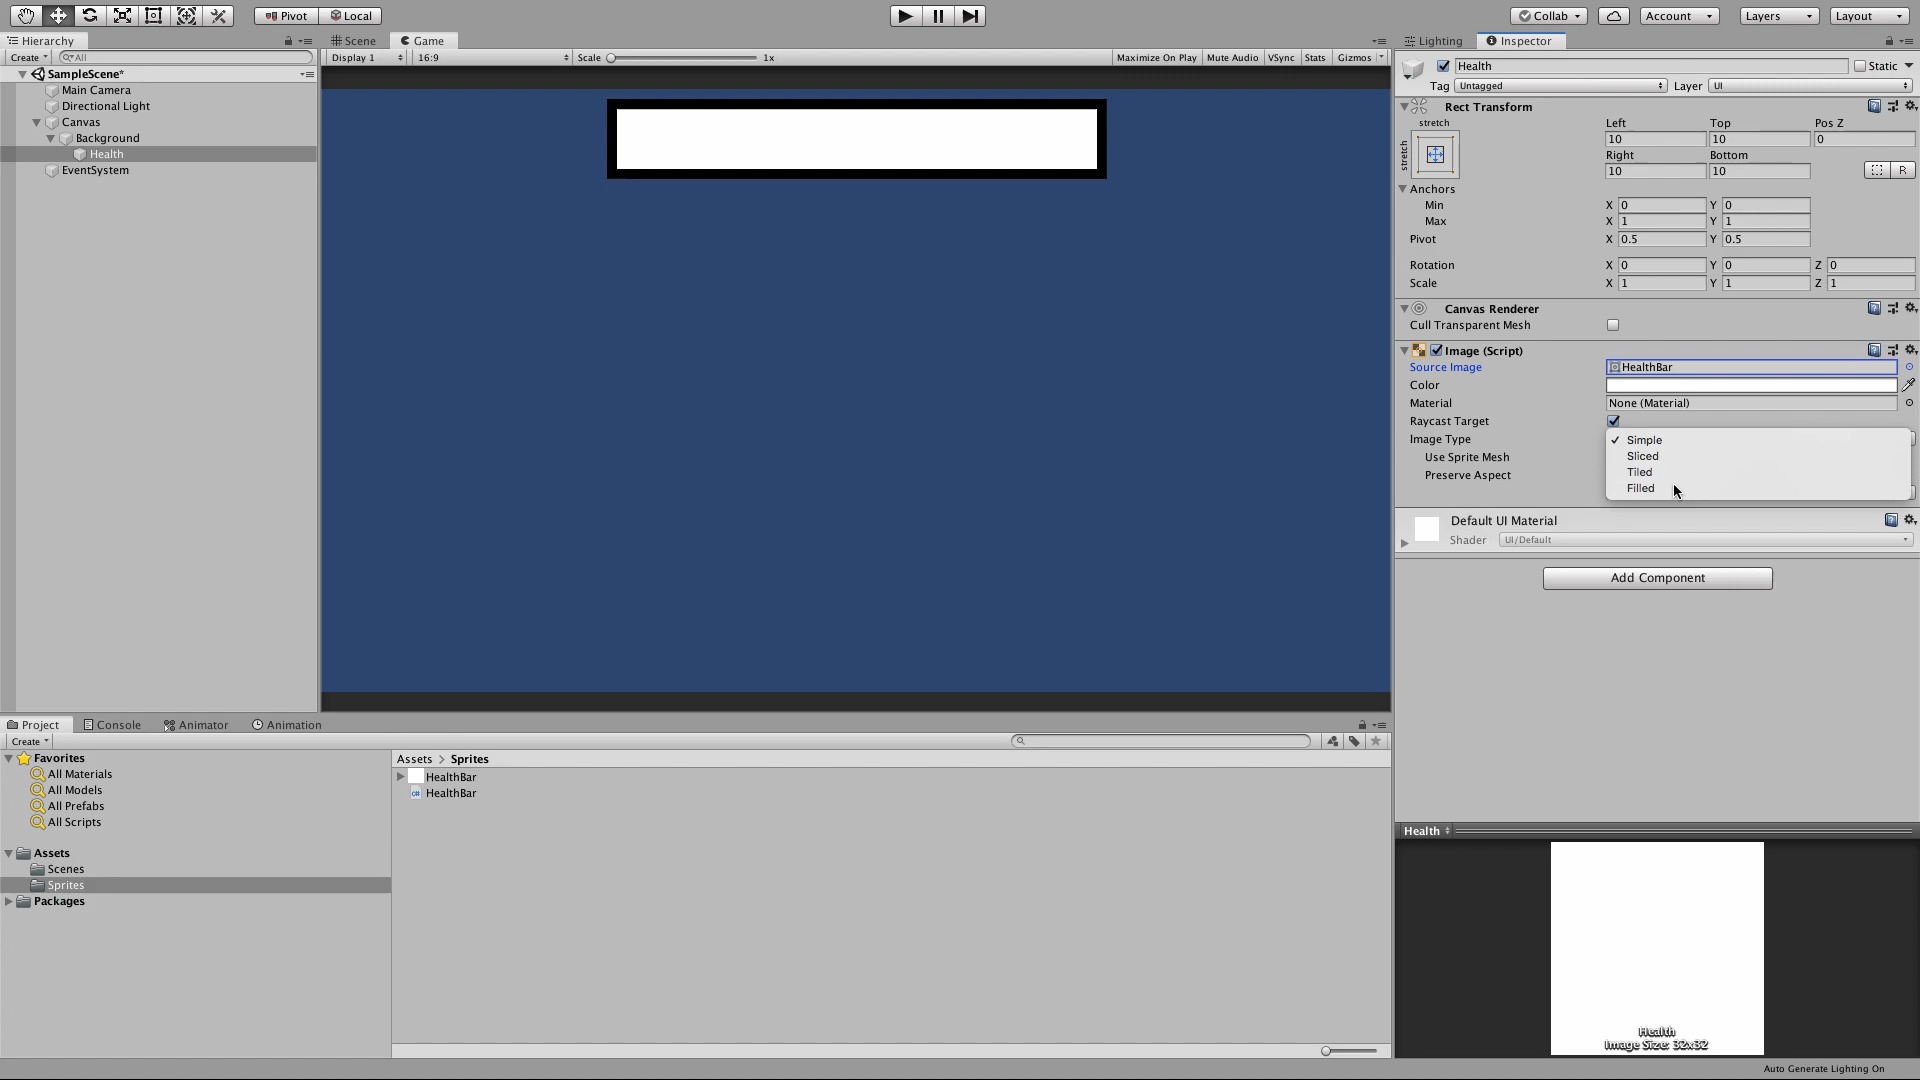 Pivot Local Collab Account Layers Layout
Hierarchy
Create All
SampleScene*
Main Camera
Directional Light
Canvas
Background
Health
EventSystem
Scene Game
Display 1 16:9 Scale 1x Maximize On Play Mute Audio VSync Stats Gizmos
Lighting Inspector
Health Static
Tag Untagged Layer UI
Rect Transform
stretch Left Top Pos Z
stretch 10 10 0
Right Bottom
10 10 R
Anchors
Min X 0 Y 0
Max X 1 Y 1
Pivot X 0.5 Y 0.5
Rotation X 0 Y 0 Z 0
Scale X 1 Y 1 Z 1
Canvas Renderer
Cull Transparent Mesh
Image (Script)
Source Image HealthBar
Color
Material None (Material)
Raycast Target
Image Type ✓ Simple
Sliced
Use Sprite Mesh
Tiled
Preserve Aspect
Filled
Default UI Material
Shader UI/Default
Add Component
Project Console Animator Animation
Create
Favorites
All Materials
All Models
All Prefabs
All Scripts
Assets
Scenes
Sprites
Packages
Assets > Sprites
HealthBar
C# HealthBar
Health
Health
Image Size: 32x32
Auto Generate Lighting On